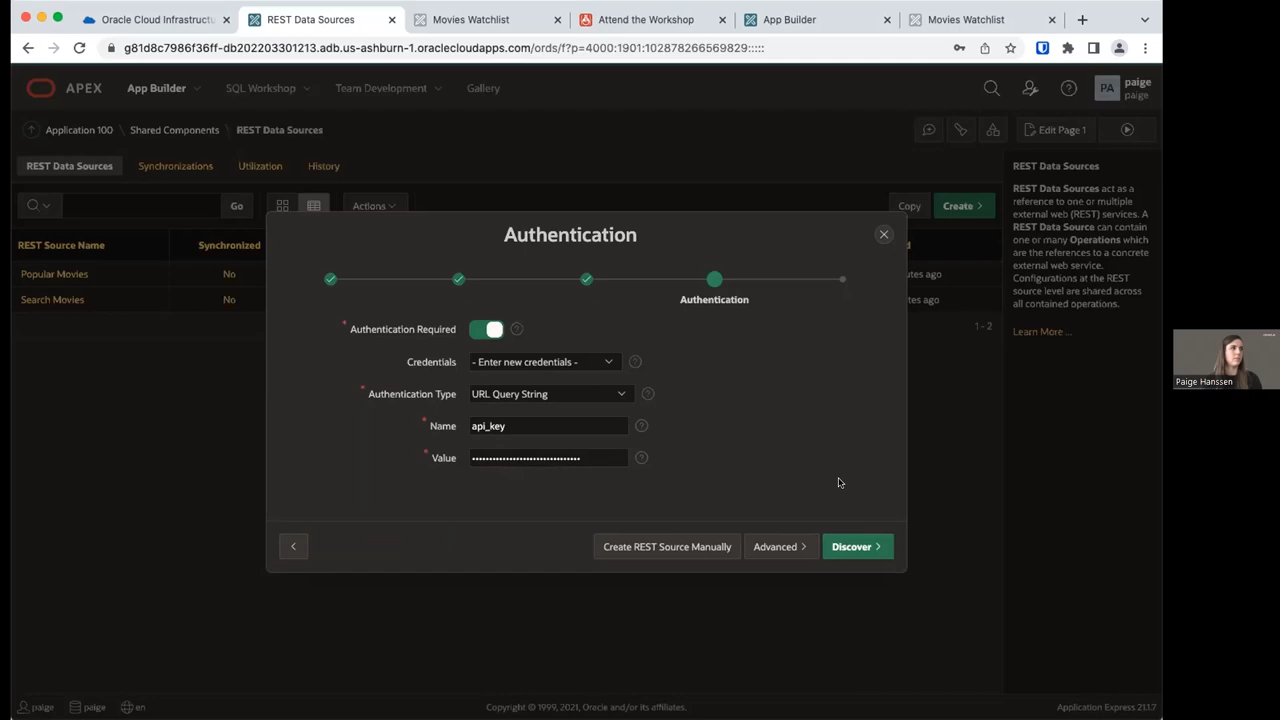 Oracle Cloud Infrastructu
REST Data Sources
Movies Watchlist
Attend the Workshop
App Builder
Movies Watchlist
g81d8c7986f36ff-db202203301213.adb.us-ashburn-1.oraclecloudapps.com/ords/f?p=4000:1901:102878266569829:::::
APEX
App Builder
SQL Workshop
Team Development
Gallery
PA
paige
paige
Application 100
Shared Components
REST Data Sources
Edit Page 1
REST Data Sources
Synchronizations
Utilization
History
REST Data Sources
Go
Actions
Copy
Create
REST Data Sources act as a
reference to one or multiple
external web (REST) services. A
REST Data Source can contain
one or many Operations which
are the references to a concrete
external web service.
Configurations at the REST
source level are shared across
all contained operations.
Learn More ...
REST Source Name
Synchronized
d
Popular Movies
No
utes ago
Search Movies
No
utes ago
1 - 2
Authentication
Authentication
* Authentication Required
Credentials
- Enter new credentials -
* Authentication Type
URL Query String
* Name
api_key
* Value
Create REST Source Manually
Advanced
Discover
Paige Hanssen
paige
paige
en
Copyright © 1999, 2021, Oracle and/or its affiliates.
Application Express 21.1.7